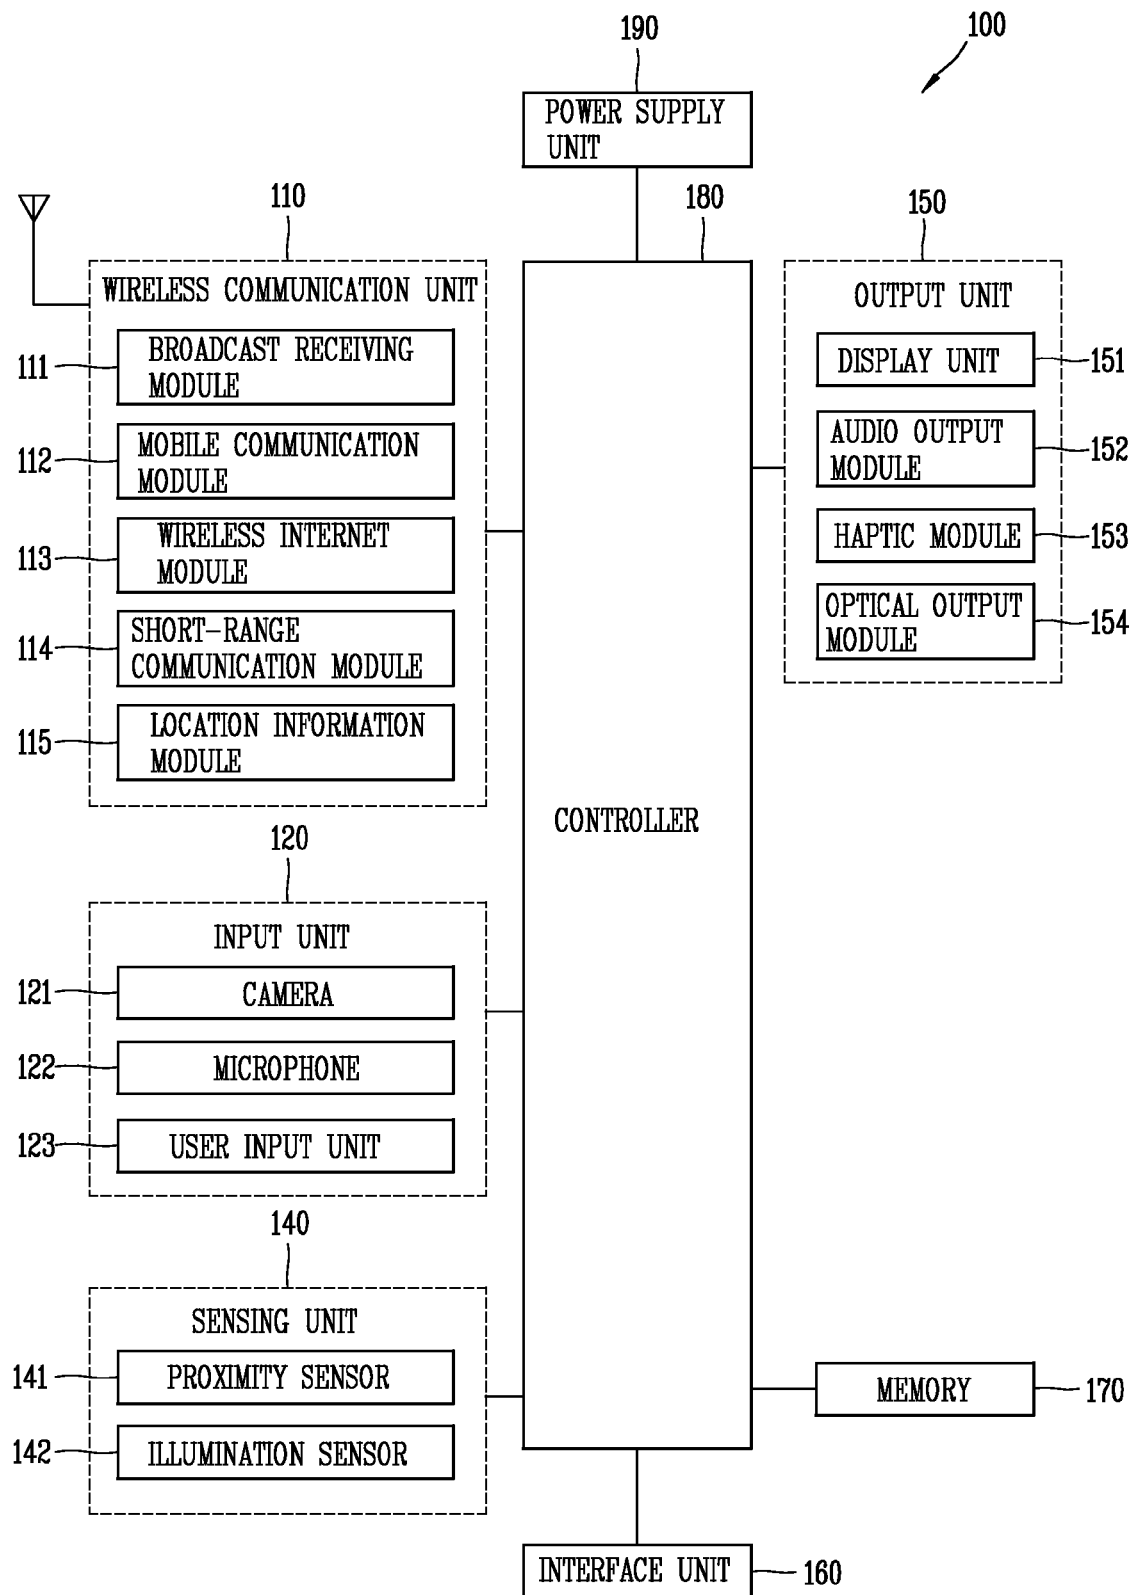 190
100
POWER SUPPLY
UNIT
110
180
150
WIRELESS COMMUNICATION UNIT
111
BROADCAST RECEIVING
MODULE
112
MOBILE COMMUNICATION
MODULE
113
WIRELESS INTERNET
MODULE
114
SHORT-RANGE
COMMUNICATION MODULE
115
LOCATION INFORMATION
MODULE
OUTPUT UNIT
DISPLAY UNIT
151
AUDIO OUTPUT
MODULE
152
HAPTIC MODULE
153
OPTICAL OUTPUT
MODULE
154
CONTROLLER
120
INPUT UNIT
121
CAMERA
122
MICROPHONE
123
USER INPUT UNIT
140
SENSING UNIT
141
PROXIMITY SENSOR
142
ILLUMINATION SENSOR
MEMORY
170
INTERFACE UNIT
160